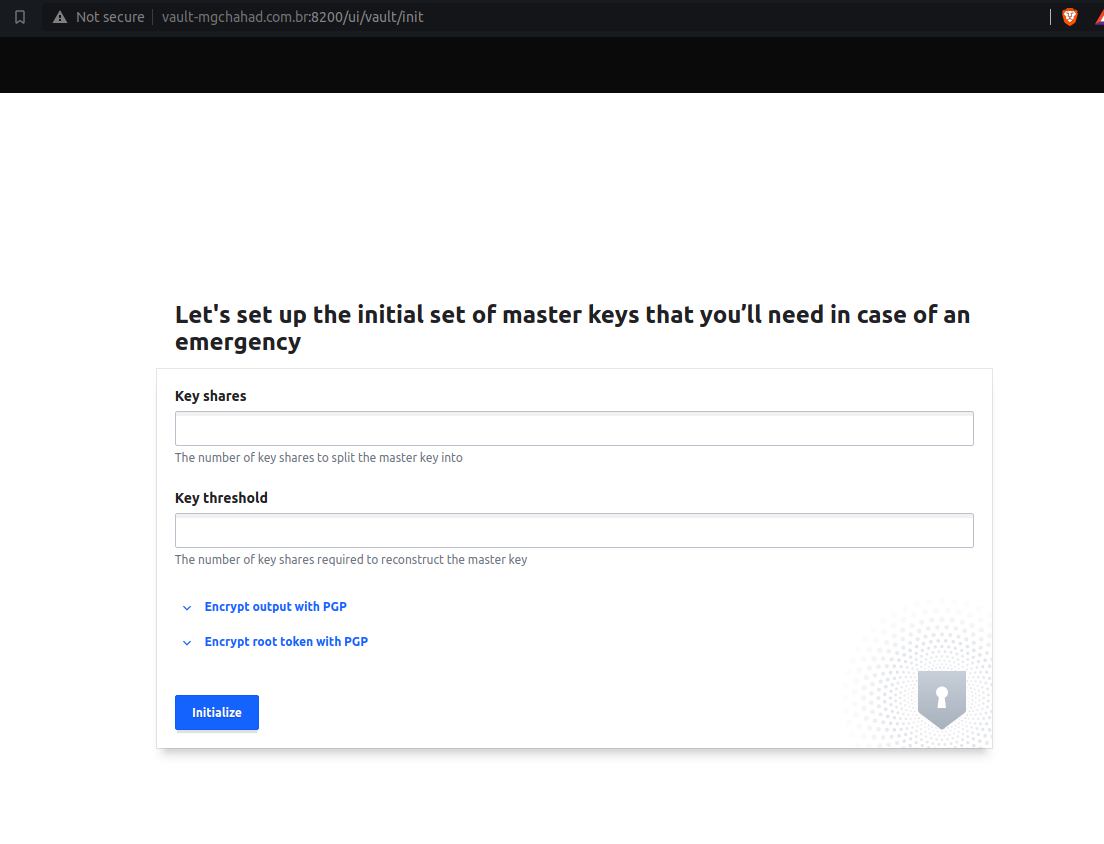 Not secure vault-mgchahad.com.br:8200/ui/vault/init
Let's set up the initial set of master keys that you’ll need in case of an
emergency
Key shares
The number of key shares to split the master key into
Key threshold
The number of key shares required to reconstruct the master key
Encrypt output with PGP
Encrypt root token with PGP
Initialize